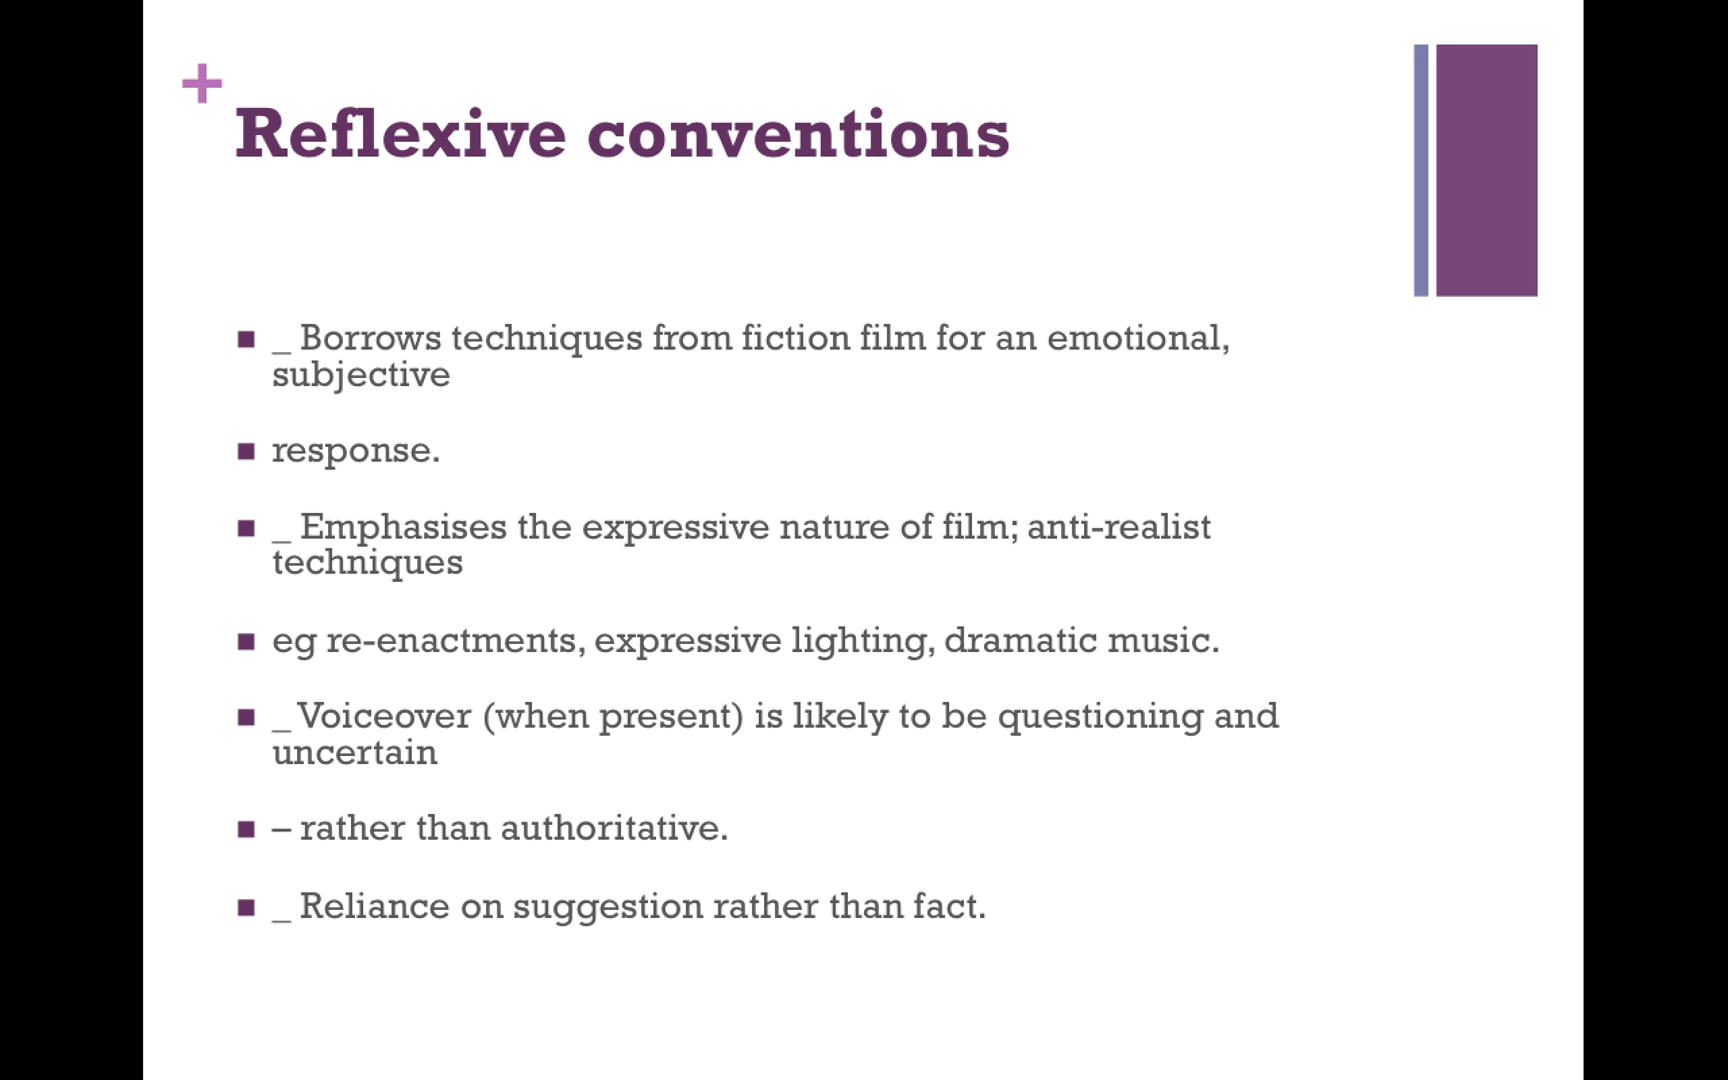 +
Reflexive conventions
■ _ Borrows techniques from fiction film for an emotional,
subjective
■ response.
■ _ Emphasises the expressive nature of film; anti-realist
techniques
■ eg re-enactments, expressive lighting, dramatic music.
■ _ Voiceover (when present) is likely to be questioning and
uncertain
■ – rather than authoritative.
■ _ Reliance on suggestion rather than fact.